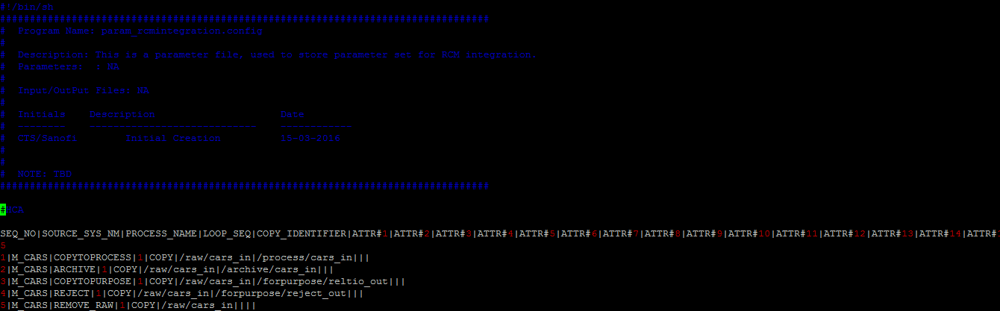 #!/bin/sh
##################################################################################
#  Program Name: param_rcmintegration.config
#
#  Description: This is a parameter file, used to store parameter set for RCM integration.
#  Parameters:  : NA
#
#  Input/OutPut Files: NA
#
#  Initials    Description                     Date
#  --------    ----------------------------    ------------
#  CTS/Sanofi        Initial Creation          15-03-2016
#
#
#  NOTE: TBD
##################################################################################
#HCA
SEQ_NO|SOURCE_SYS_NM|PROCESS_NAME|LOOP_SEQ|COPY_IDENTIFIER|ATTR#1|ATTR#2|ATTR#3|ATTR#4|ATTR#5|ATTR#6|ATTR#7|ATTR#8|ATTR#9|ATTR#10|ATTR#11|ATTR#12|ATTR#13|ATTR#14|ATTR#1
5
1|M_CARS|COPYTOPROCESS|1|COPY|/raw/cars_in|/process/cars_in|||
2|M_CARS|ARCHIVE|1|COPY|/raw/cars_in|/archive/cars_in|||
3|M_CARS|COPYTOPURPOSE|1|COPY|/raw/cars_in|/forpurpose/reltio_out|||
4|M_CARS|REJECT|1|COPY|/raw/cars_in|/forpurpose/reject_out|||
5|M_CARS|REMOVE_RAW|1|COPY|/raw/cars_in||||